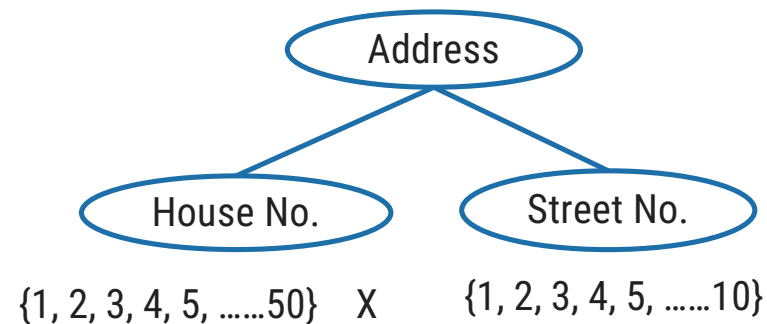 Address
House No.
Street No.
{1, 2, 3, 4, 5, ......50} X {1, 2, 3, 4, 5, ......10}